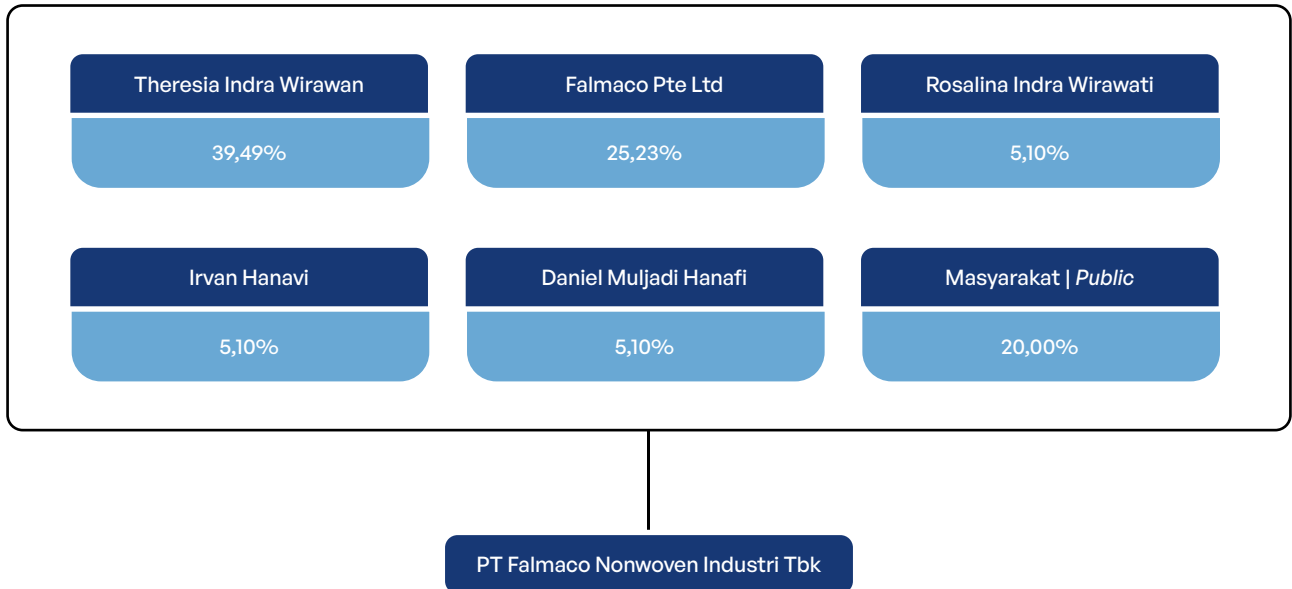 Theresia Indra Wirawan
39,49%
Falmaco Pte Ltd
25,23%
Rosalina Indra Wirawati
5,10%
Irvan Hanavi
5,10%
Daniel Muljadi Hanafi
5,10%
Masyarakat | Public
20,00%
PT Falmaco Nonwoven Industri Tbk